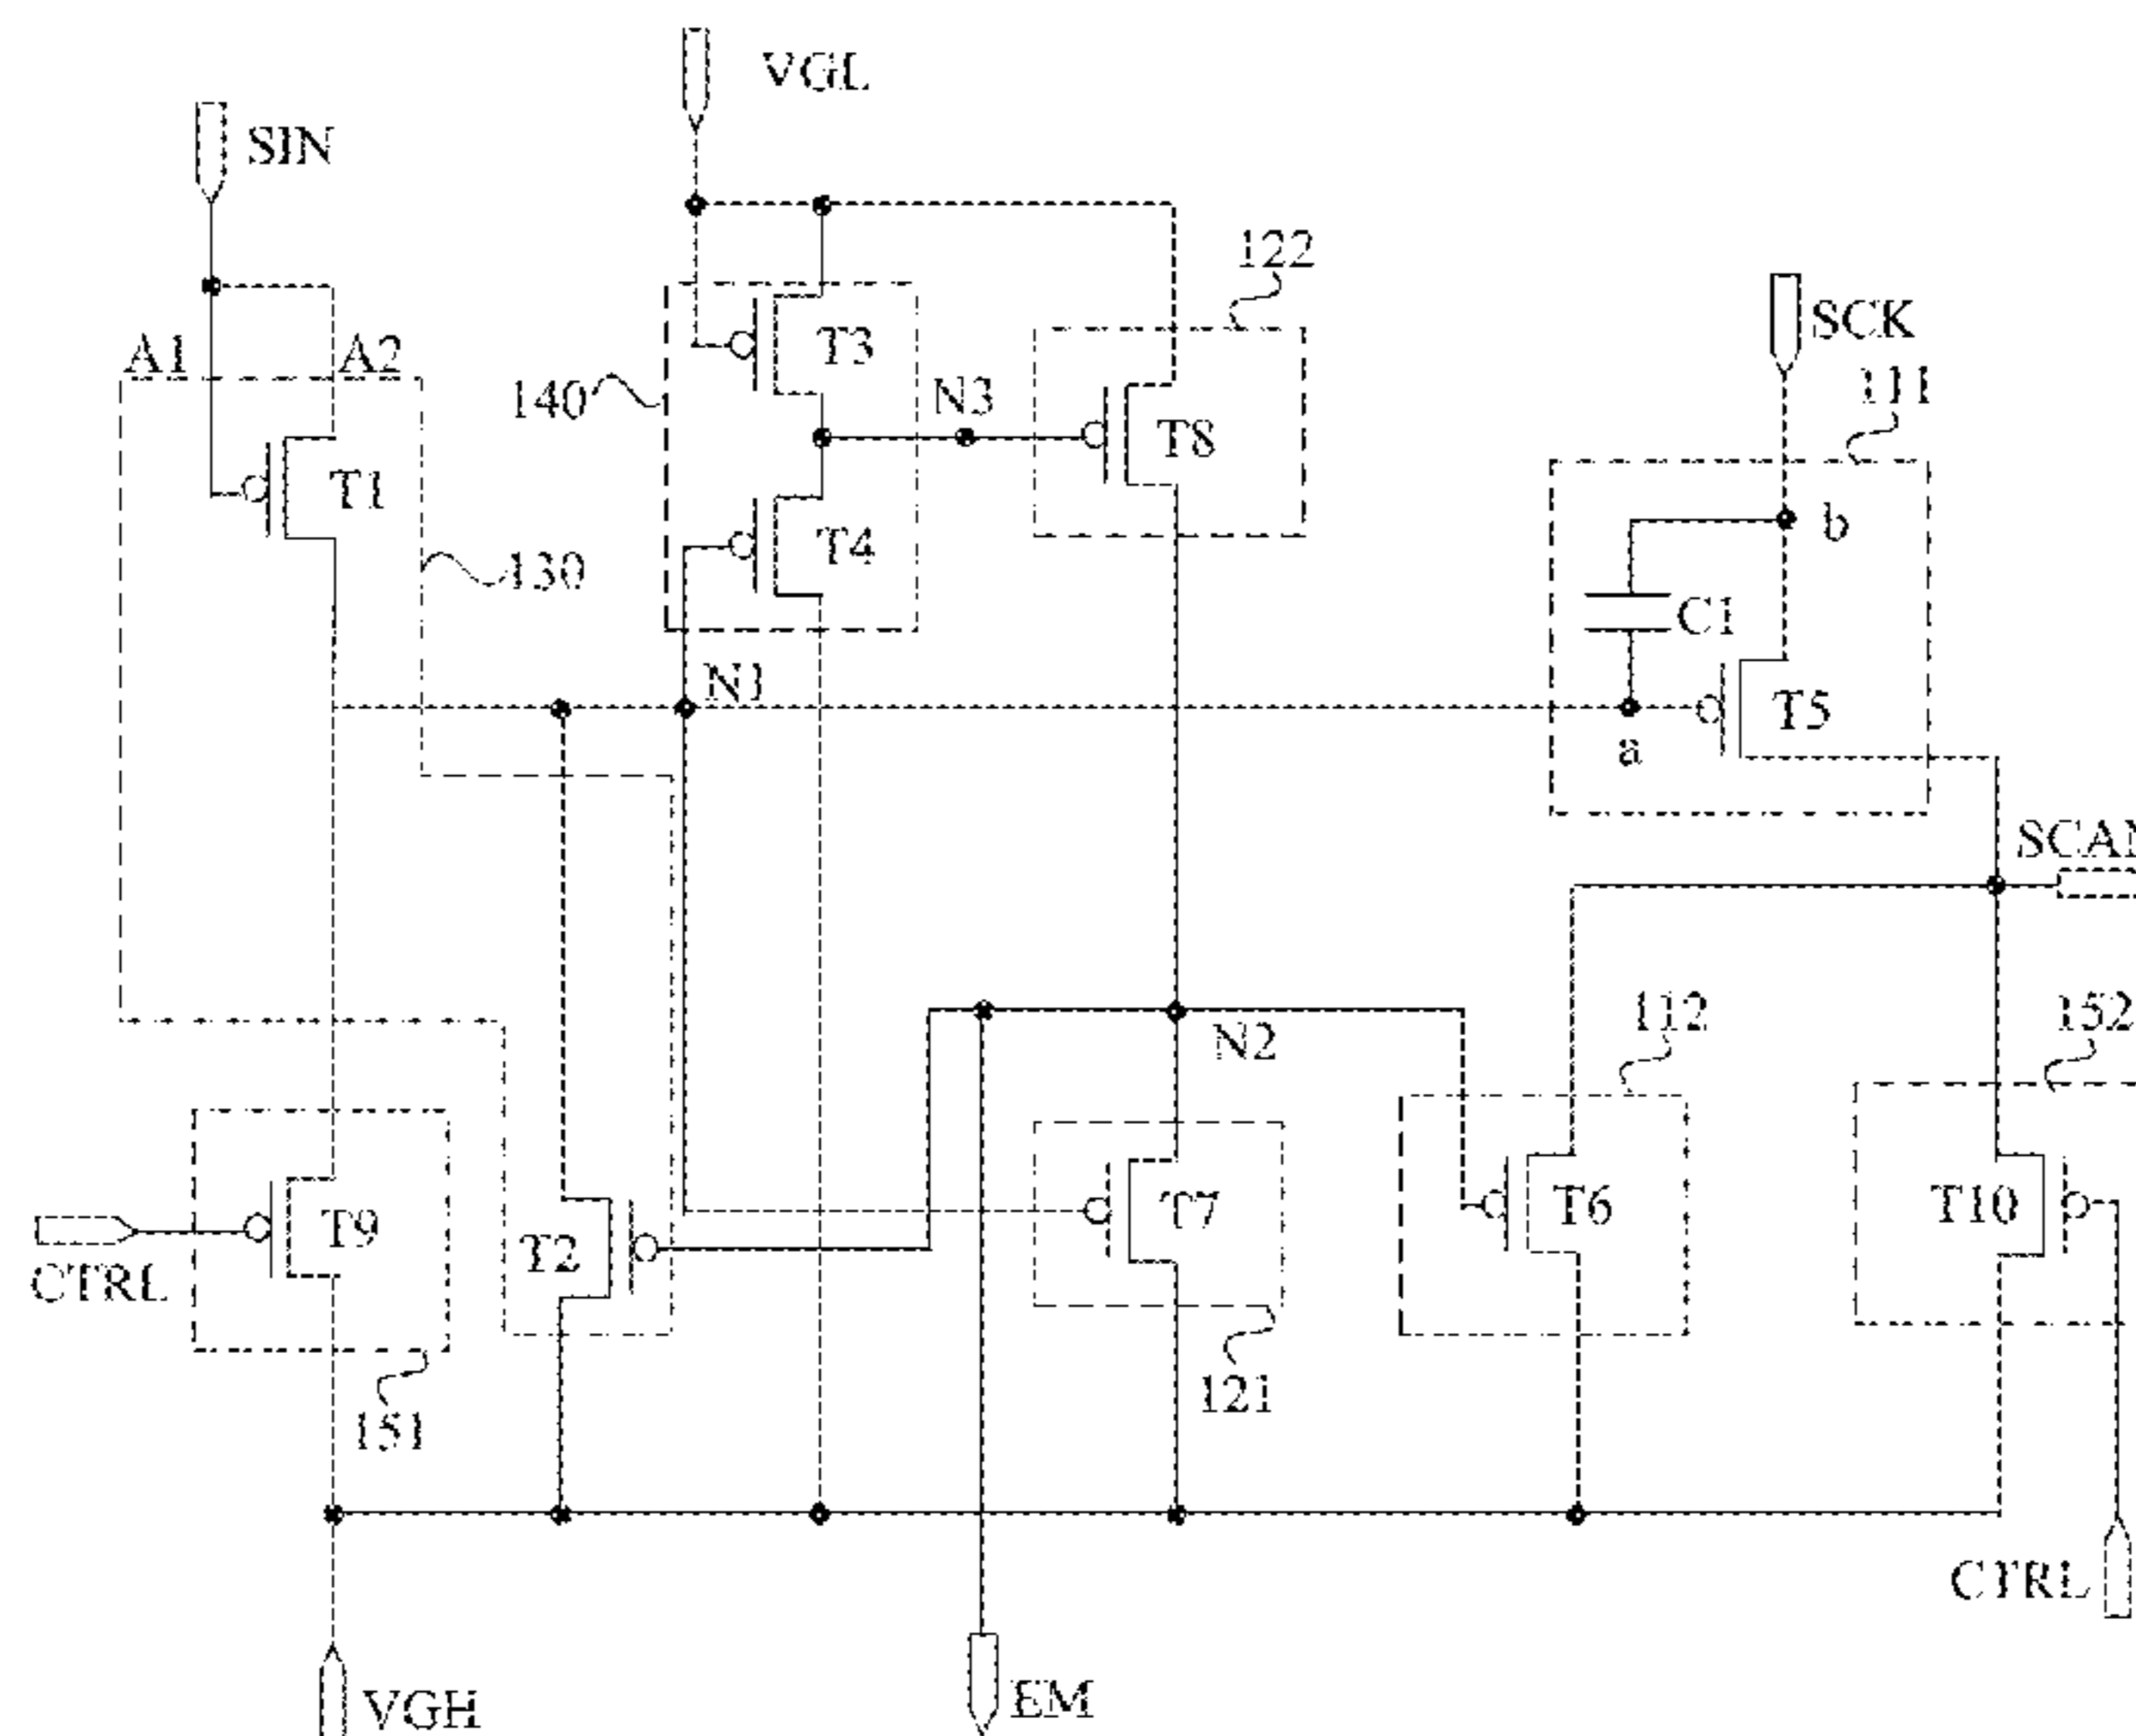 VGL
SIN
122
SCK
A1
A2
T3
111
140
N3
T8
T1
b
T4
130
C1
N1
T5
a
SCAN
112
152
N2
T9
T2
T7
T6
T10
CTRL
121
151
CTRL
VGH
EM